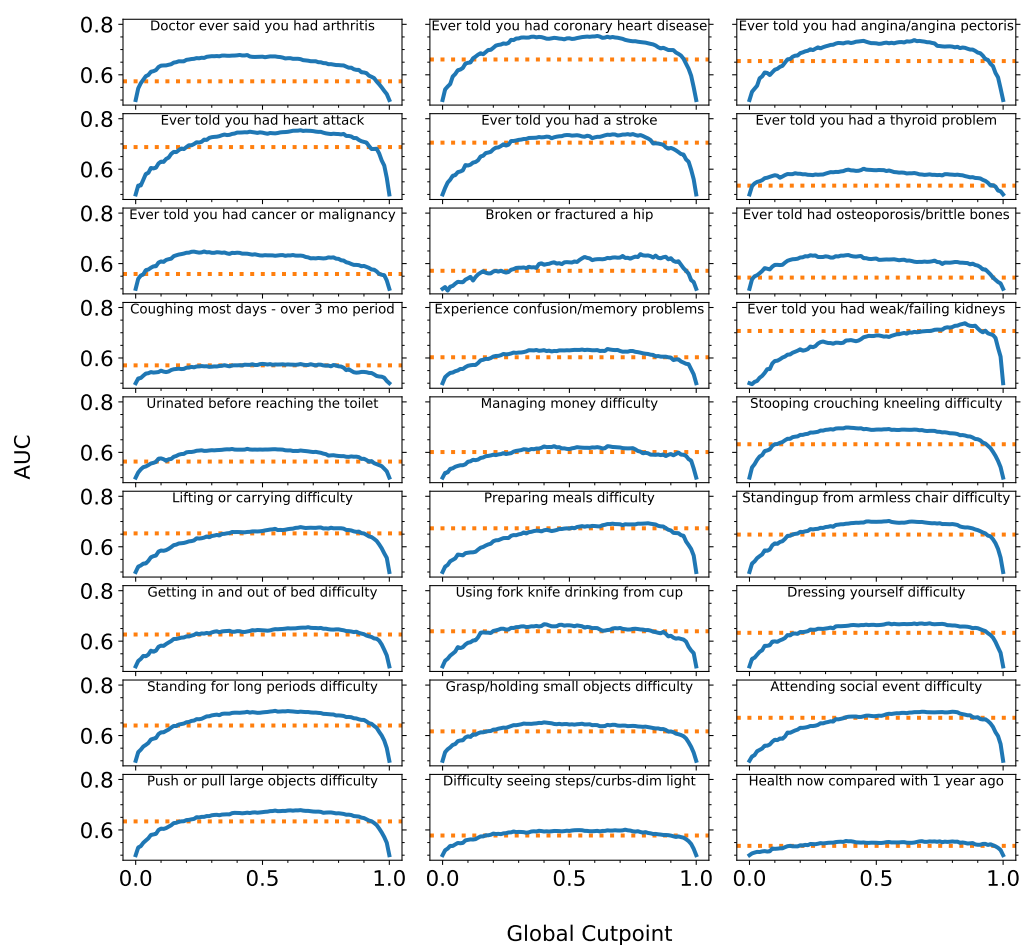 Doctor ever said you had arthritis
Ever told you had coronary heart disease
Ever told you had angina/angina pectoris
0.8
0.6
Ever told you had heart attack
Ever told you had a stroke
Ever told you had a thyroid problem
0.8
0.6
Ever told you had cancer or malignancy
Broken or fractured a hip
Ever told had osteoporosis/brittle bones
0.8
0.6
Coughing most days - over 3 mo period
Experience confusion/memory problems
Ever told you had weak/failing kidneys
0.8
0.6
Urinated before reaching the toilet
Managing money difficulty
Stooping crouching kneeling difficulty
0.8
0.6
AUC
Lifting or carrying difficulty
Preparing meals difficulty
Standingup from armless chair difficulty
0.8
0.6
Getting in and out of bed difficulty
Using fork knife drinking from cup
Dressing yourself difficulty
0.8
0.6
Standing for long periods difficulty
Grasp/holding small objects difficulty
Attending social event difficulty
0.8
0.6
Push or pull large objects difficulty
Difficulty seeing steps/curbs-dim light
Health now compared with 1 year ago
0.8
0.6
0.0 0.5 1.0 0.0 0.5 1.0 0.0 0.5 1.0
Global Cutpoint